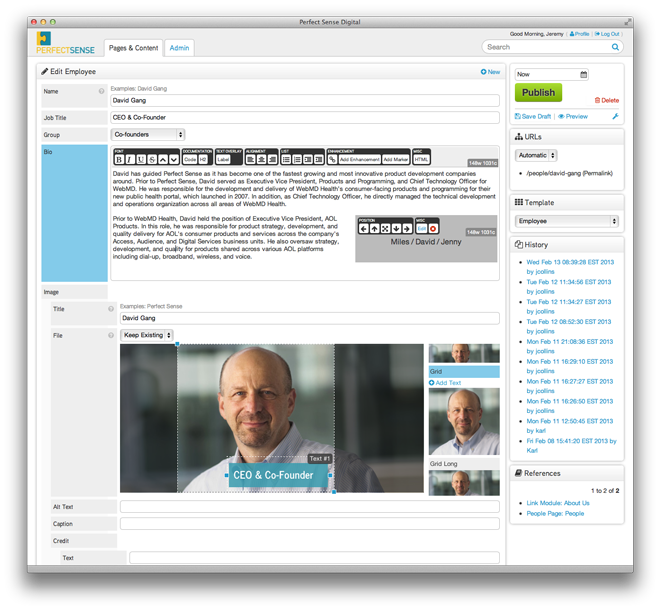 Perfect Sense Digital
Good Morning, Jeremy | Profile | Log Out
PERFECTSENSE
Pages & Content
Admin
Search
Edit Employee
New
Name
Examples: David Gang
David Gang
Job Title
CEO & Co-Founder
Group
Co-founders
Bio
FONT
DOCUMENTATION
TEXT OVERLAY
ALIGNMENT
LIST
ENHANCEMENT
MISC
B I U S
Code H2
Label
Add Enhancement Add Marker
HTML
148w 1031c
David has guided Perfect Sense as it has become one of the fastest growing and most innovative product development companies
around. Prior to Perfect Sense, David served as Executive Vice President, Products and Programming, and Chief Technology Officer for
WebMD. He was responsible for the development and delivery of WebMD Health's consumer-facing products and programming for their
new public health portal, which launched in 2007. In addition, as Chief Technology Officer, he directly managed the technical development
and operations organization across all areas of WebMD Health.
Prior to WebMD Health, David held the position of Executive Vice President, AOL
Products. In this role, he was responsible for product strategy, development, and
quality delivery for AOL's consumer products and services across the company's
Access, Audience, and Digital Services business units. He also oversaw strategy,
development, and quality for products shared across various AOL platforms
including dial-up, broadband, wireless, and voice.
POSITION
MISC
Edit
148w 1031c
Miles / David / Jenny
Image
Title
Examples: Perfect Sense
David Gang
File
Keep Existing
Text #1
CEO & Co-Founder
Grid
Add Text
Grid Long
Alt Text
Caption
Credit
Text
Now
Publish
Delete
Save Draft | Preview
URLs
Automatic
/people/david-gang (Permalink)
Template
Employee
History
Wed Feb 13 08:39:28 EST 2013
by jcollins
Tue Feb 12 11:34:56 EST 2013
by jcollins
Tue Feb 12 11:34:27 EST 2013
by jcollins
Tue Feb 12 08:52:30 EST 2013
by jcollins
Mon Feb 11 21:08:36 EST 2013
by jcollins
Mon Feb 11 16:29:10 EST 2013
by jcollins
Mon Feb 11 16:27:27 EST 2013
by jcollins
Mon Feb 11 16:26:50 EST 2013
by jcollins
Mon Feb 11 12:50:45 EST 2013
by karl
Fri Feb 08 15:41:20 EST 2013 by
Karl
References
1 to 2 of 2
Link Module: About Us
People Page: People